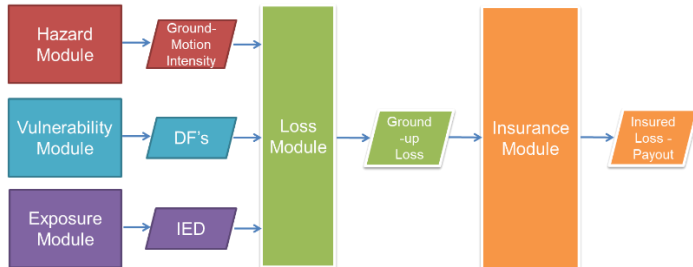 Hazard
Module
Ground-
Motion
Intensity
Vulnerability
Module
DF's
Exposure
Module
IED
Loss
Module
Ground
-up
Loss
Insurance
Module
Insured
Loss -
Payout